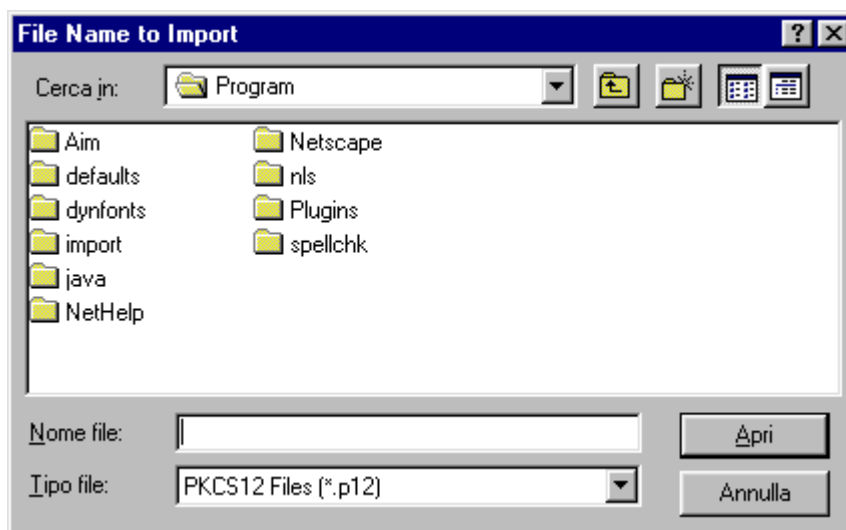 File Name to Import
Cerca in: Program
Aim Netscape
defaults nls
dynfonts Plugins
import spellchk
java
NetHelp
Nome file: Apri
Tipo file: PKCS12 Files (*.p12) Annulla